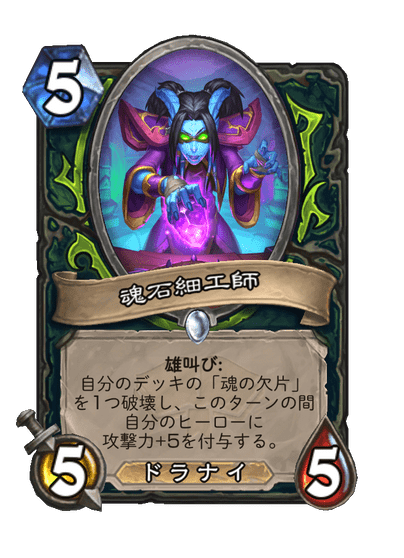 5
魂石細工師
雄叫び:
自分のデッキの「魂の欠片」
を1つ破壊し、このターンの間
自分のヒーローに
攻撃力+5を付与する。
5
ドラナイ
5